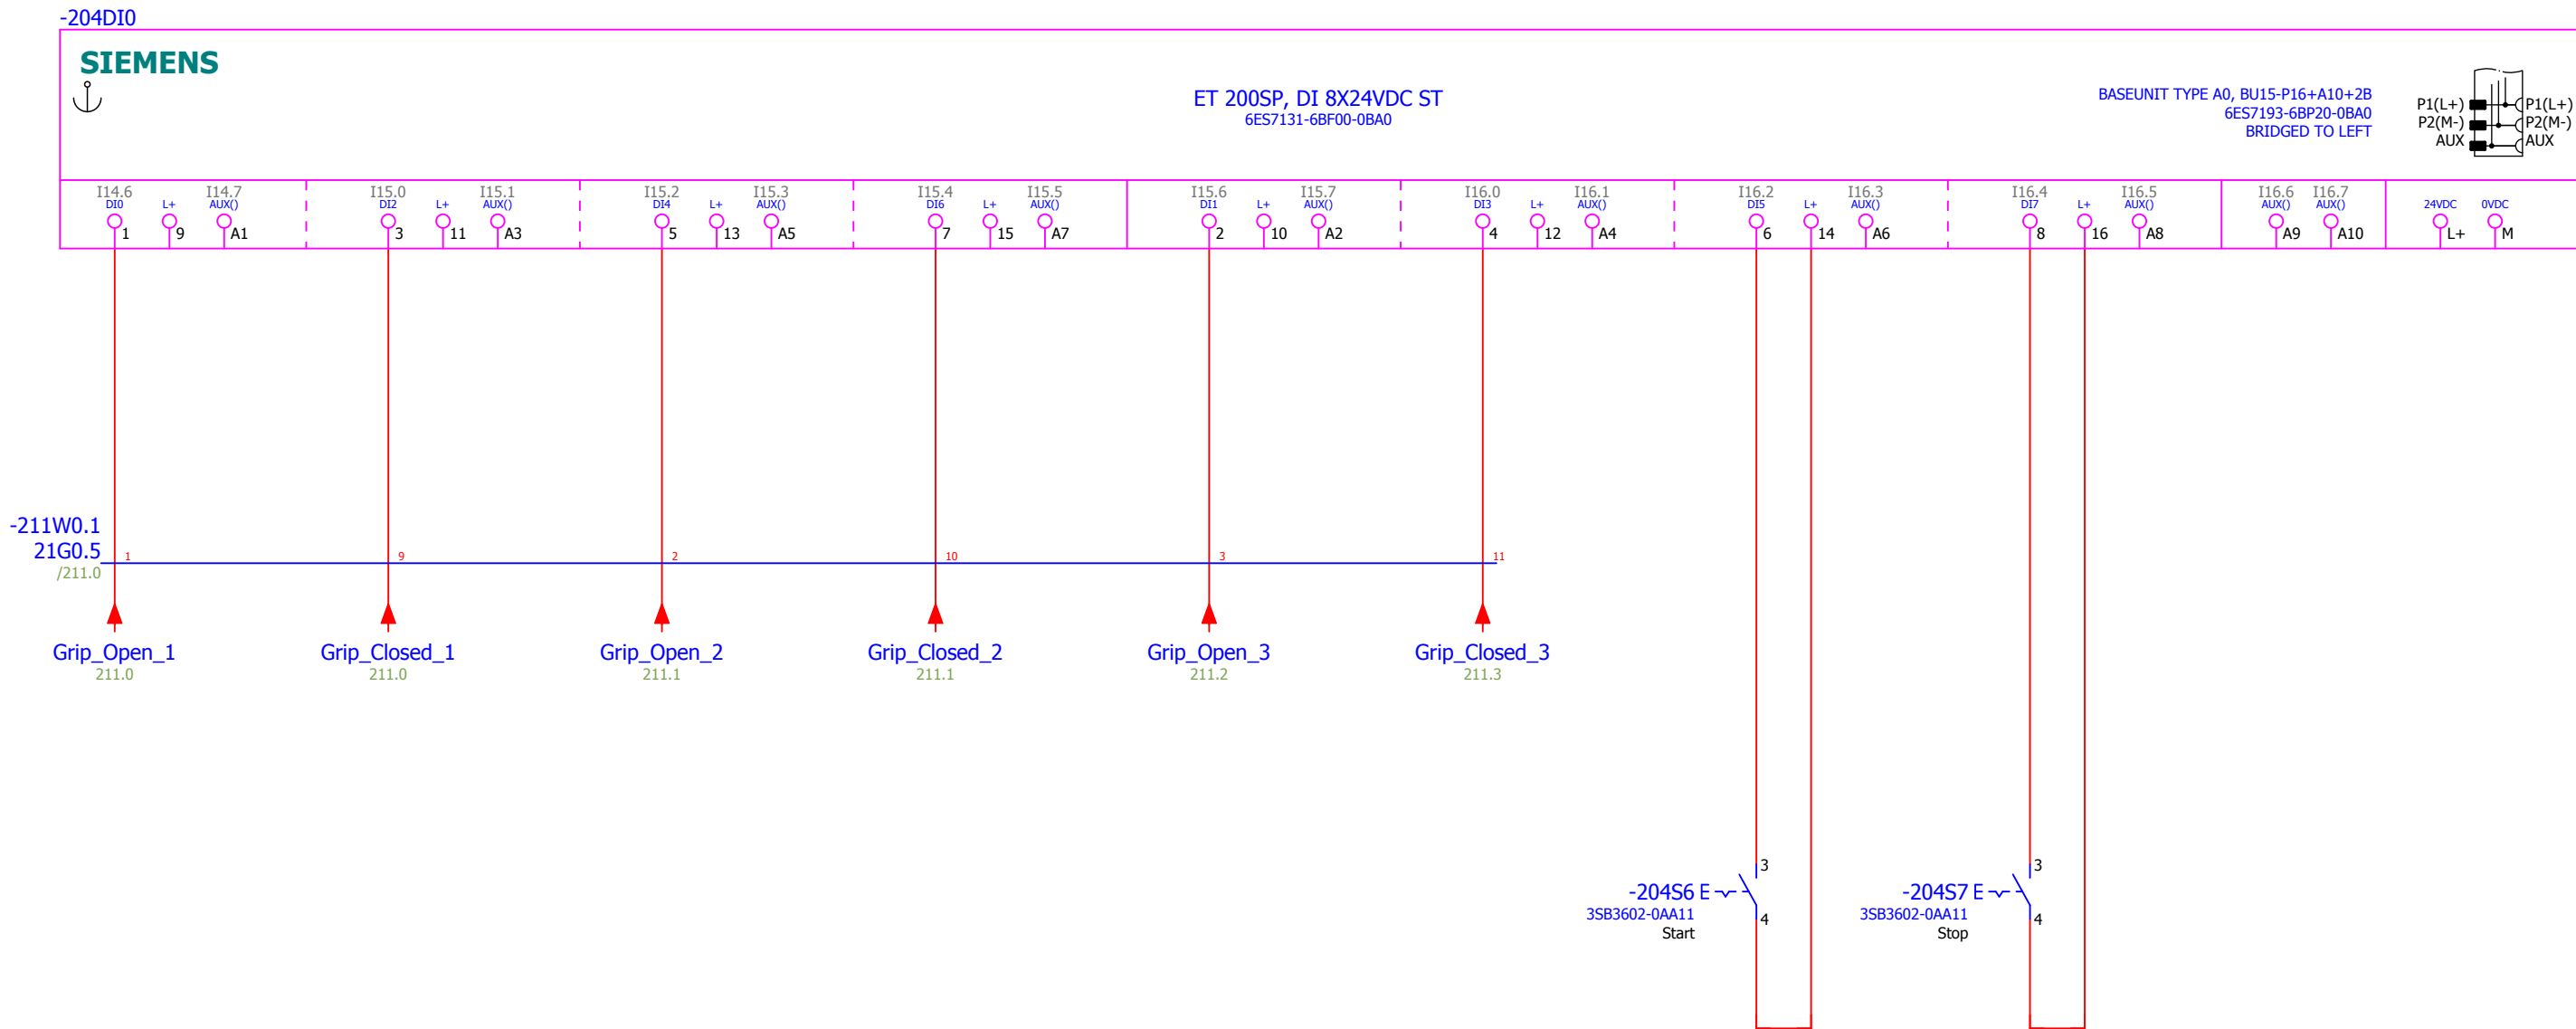 -204DI0
SIEMENS
ET 200SP, DI 8X24VDC ST
6ES7131-6BF00-0BA0
BASEUNIT TYPE A0, BU15-P16+A10+2B
6ES7193-6BP20-0BA0
BRIDGED TO LEFT
P1(L+) P1(L+)
P2(M-) P2(M-)
AUX AUX
I14.6 I14.7 I15.0 I15.1 I15.2 I15.3 I15.4 I15.5 I15.6 I15.7 I16.0 I16.1 I16.2 I16.3 I16.4 I16.5 I16.6 I16.7
DI0 L+ AUX() DI2 L+ AUX() DI4 L+ AUX() DI6 L+ AUX() DI1 L+ AUX() DI3 L+ AUX() DI5 L+ AUX() DI7 L+ AUX() AUX() AUX() 24VDC 0VDC
1 9 A1 3 11 A3 5 13 A5 7 15 A7 2 10 A2 4 12 A4 6 14 A6 8 16 A8 A9 A10 L+ M
-211W0.1
21G0.5
/211.0
1 9 2 10 3 11
Grip_Open_1 Grip_Closed_1 Grip_Open_2 Grip_Closed_2 Grip_Open_3 Grip_Closed_3
211.0 211.0 211.1 211.1 211.2 211.3
3 3
-204S6 E -204S7 E
3SB3602-0AA11 3SB3602-0AA11
4 4
Start Stop